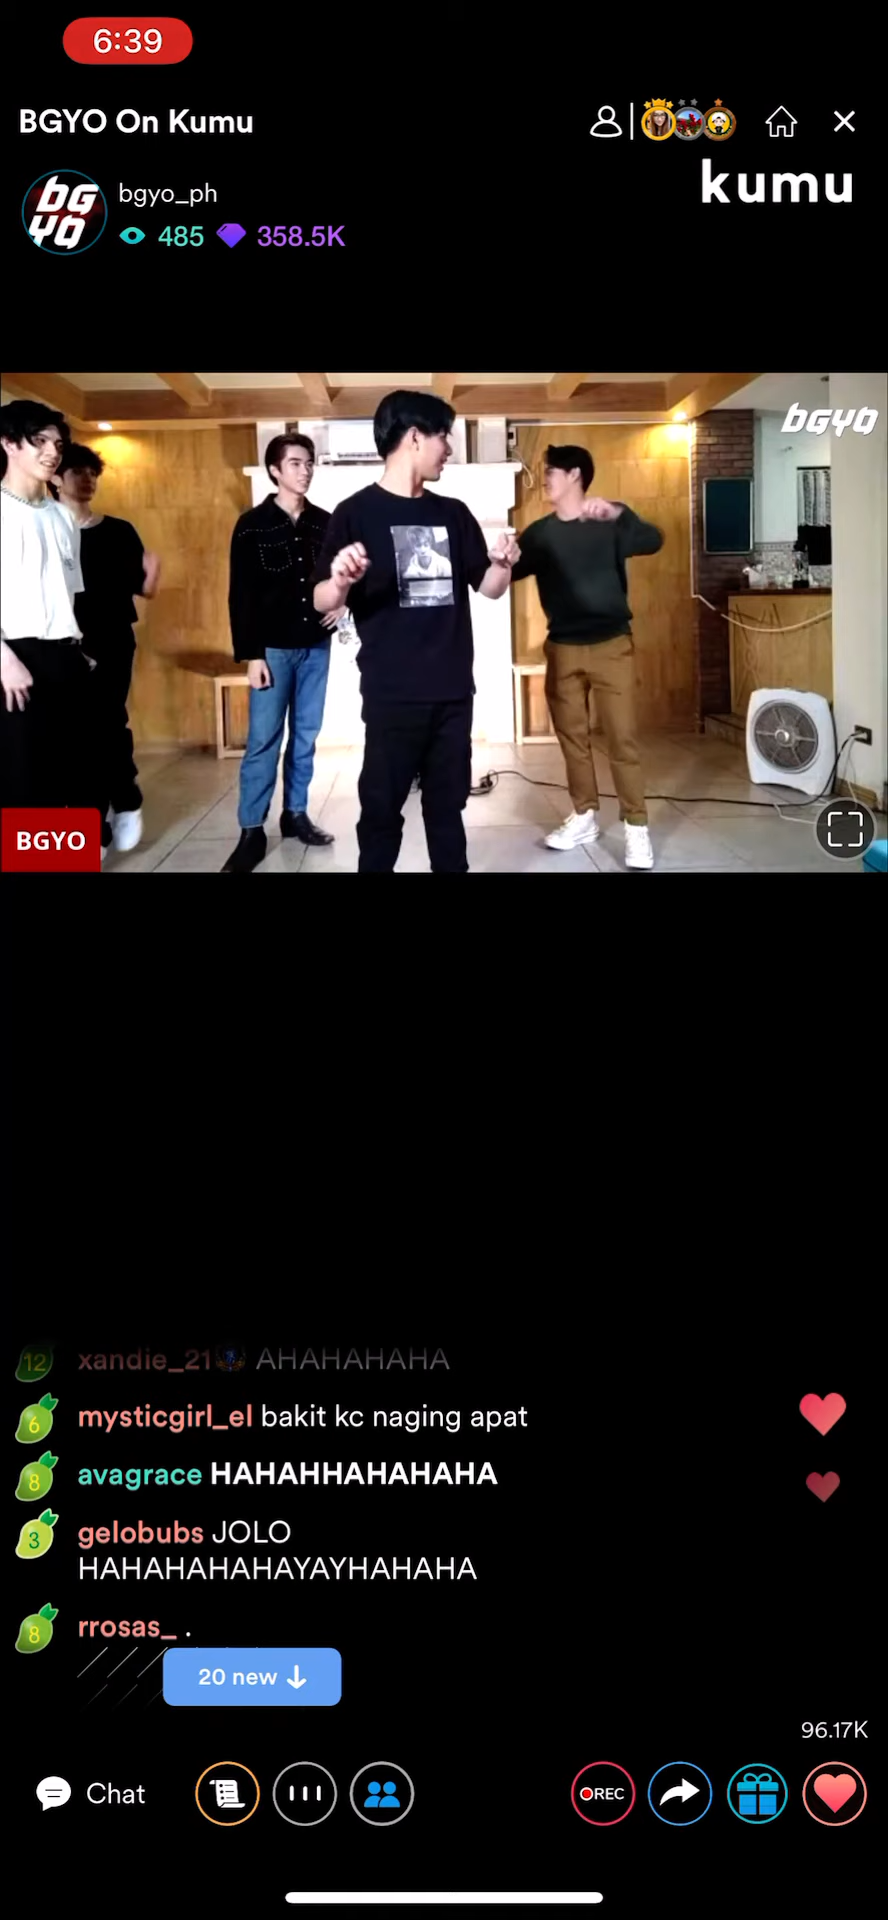 6:39
BGYO On Kumu
kumu
bgyo_ph
485 358.5K
BGYO
BGYO
BGYO
12 xandie_21 AHAHAHAHA
6 mysticgirl_el bakit kc naging apat
8 avagrace HAHAHHAHAHAHA
3 gelobubs JOLO
HAHAHAHAHAYAYHAHAHA
8 rrosas_ .
20 new
96.17K
Chat
REC